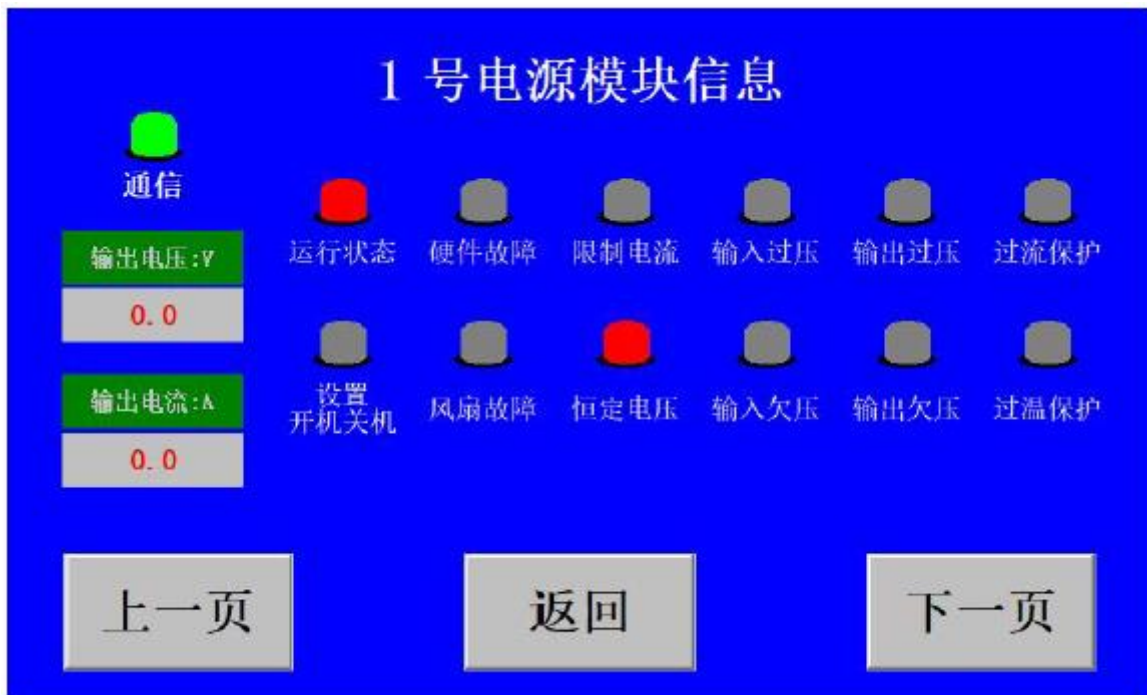 1 号电源模块信息
通信
运行状态 硬件故障 限制电流 输入过压 输出过压 过流保护
输出电压:V
0.0
设置
开机关机 风扇故障 恒定电压 输入欠压 输出欠压 过温保护
输出电流:A
0.0
上一页 返回 下一页